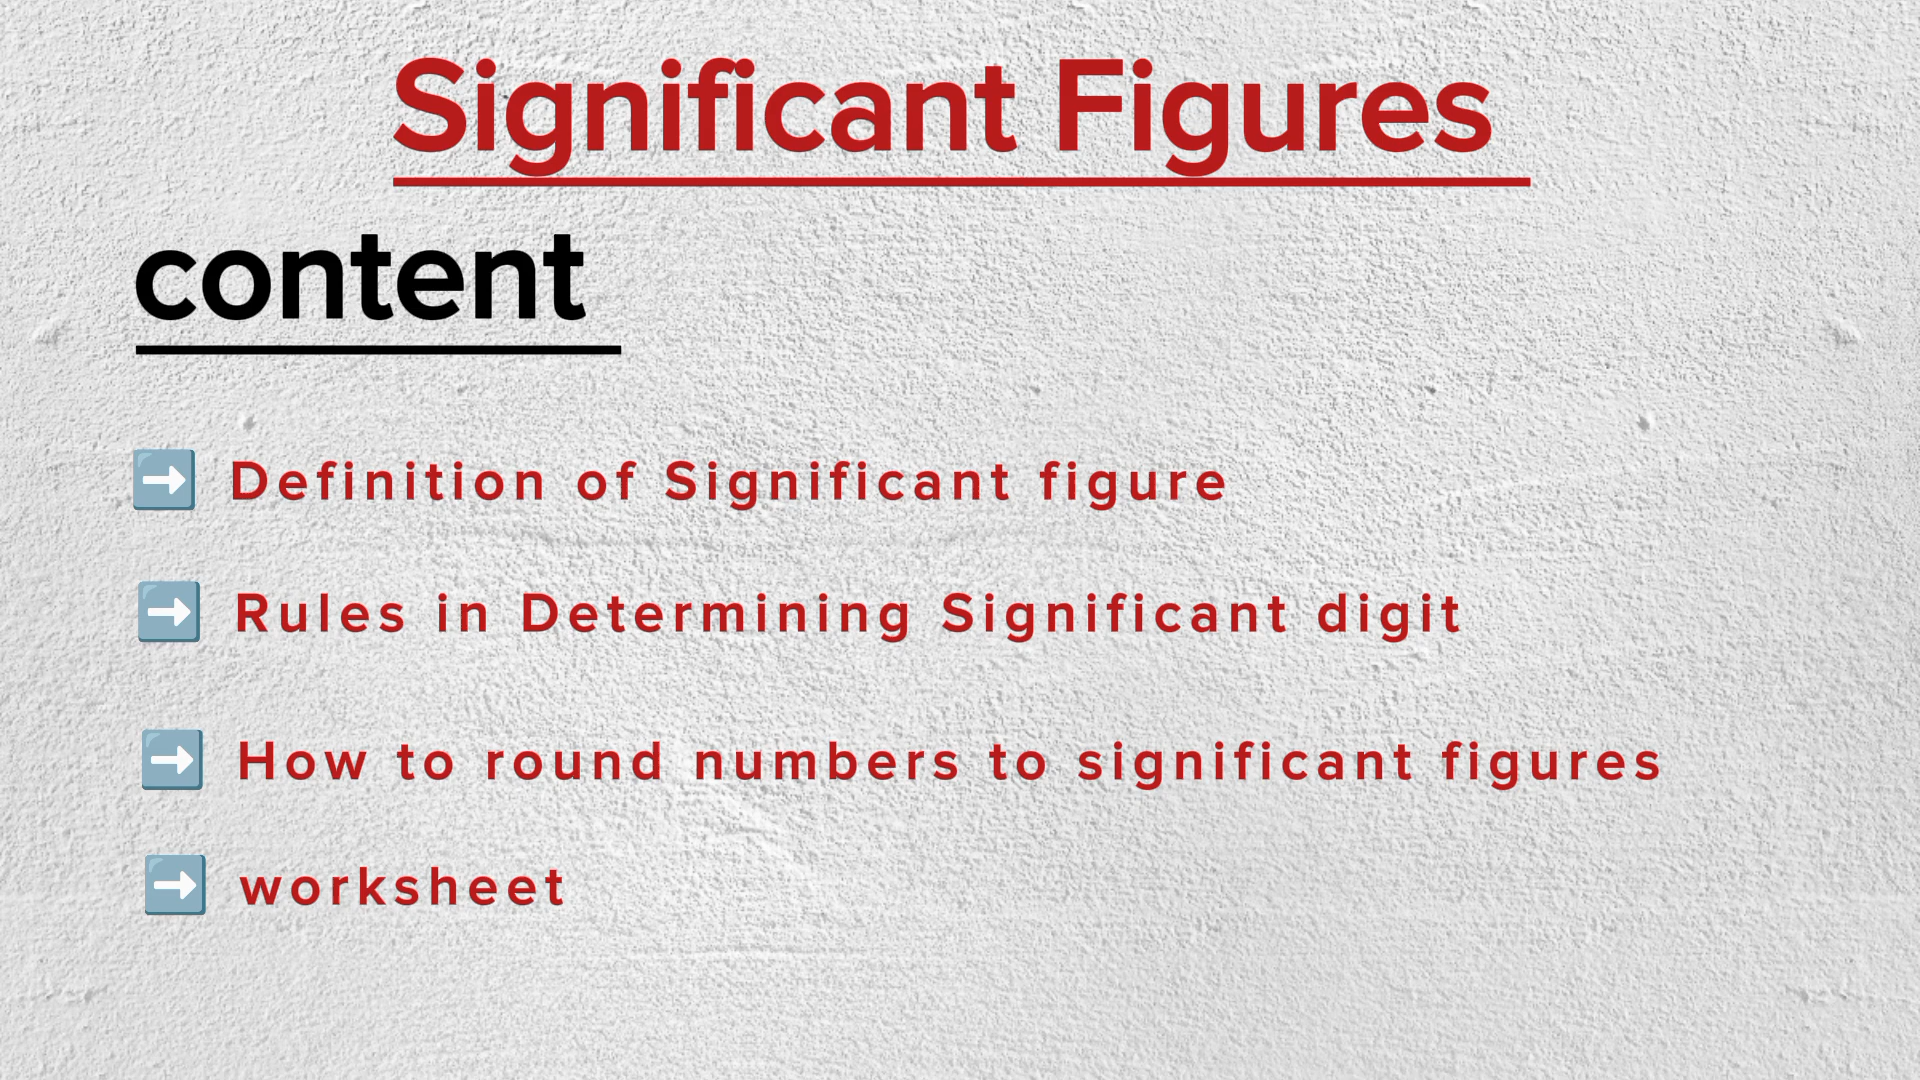 Significant Figures
content
➡️ Definition of Significant figure
➡️ Rules in Determining Significant digit
➡️ How to round numbers to significant figures
➡️ worksheet